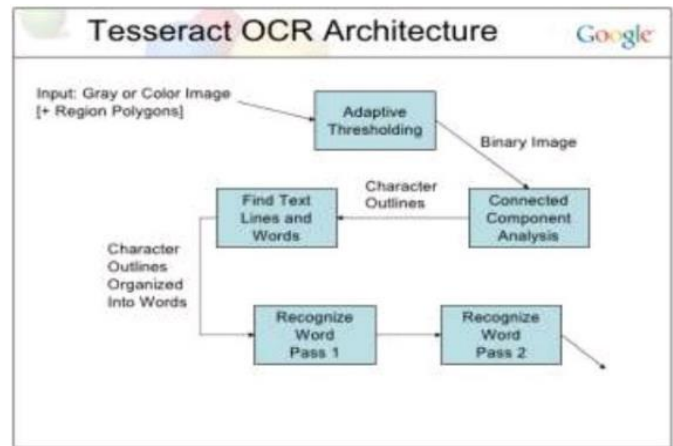 Tesseract OCR Architecture
Google
Input: Gray or Color Image
[+ Region Polygons]
Adaptive
Thresholding
Binary Image
Connected
Component
Analysis
Character
Outlines
Find Text
Lines and
Words
Character
Outlines
Organized
Into Words
Recognize
Word
Pass 1
Recognize
Word
Pass 2